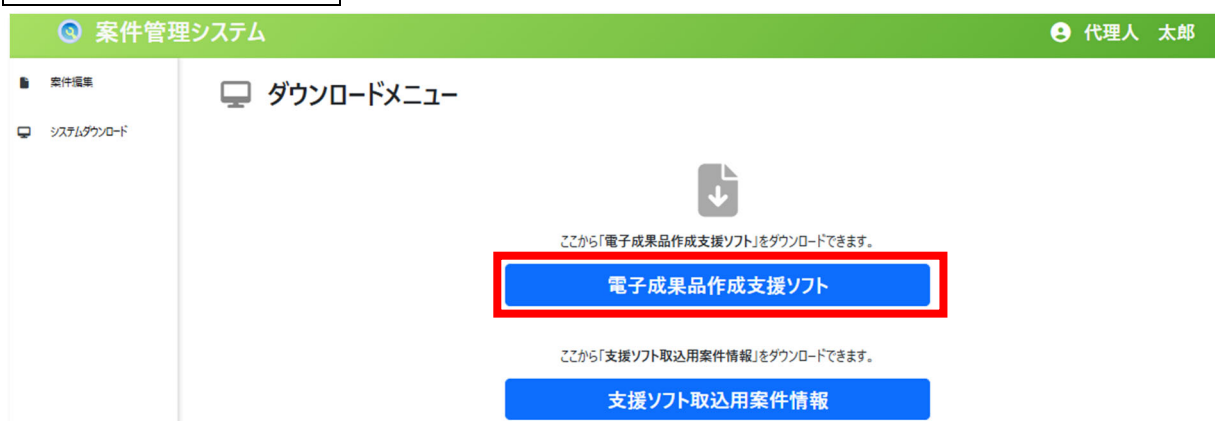 案件管理システム
代理人 太郎
案件編集
システムダウンロード
ダウンロードメニュー
ここから「電子成果品作成支援ソフト」をダウンロードできます。
電子成果品作成支援ソフト
ここから「支援ソフト取込用案件情報」をダウンロードできます。
支援ソフト取込用案件情報